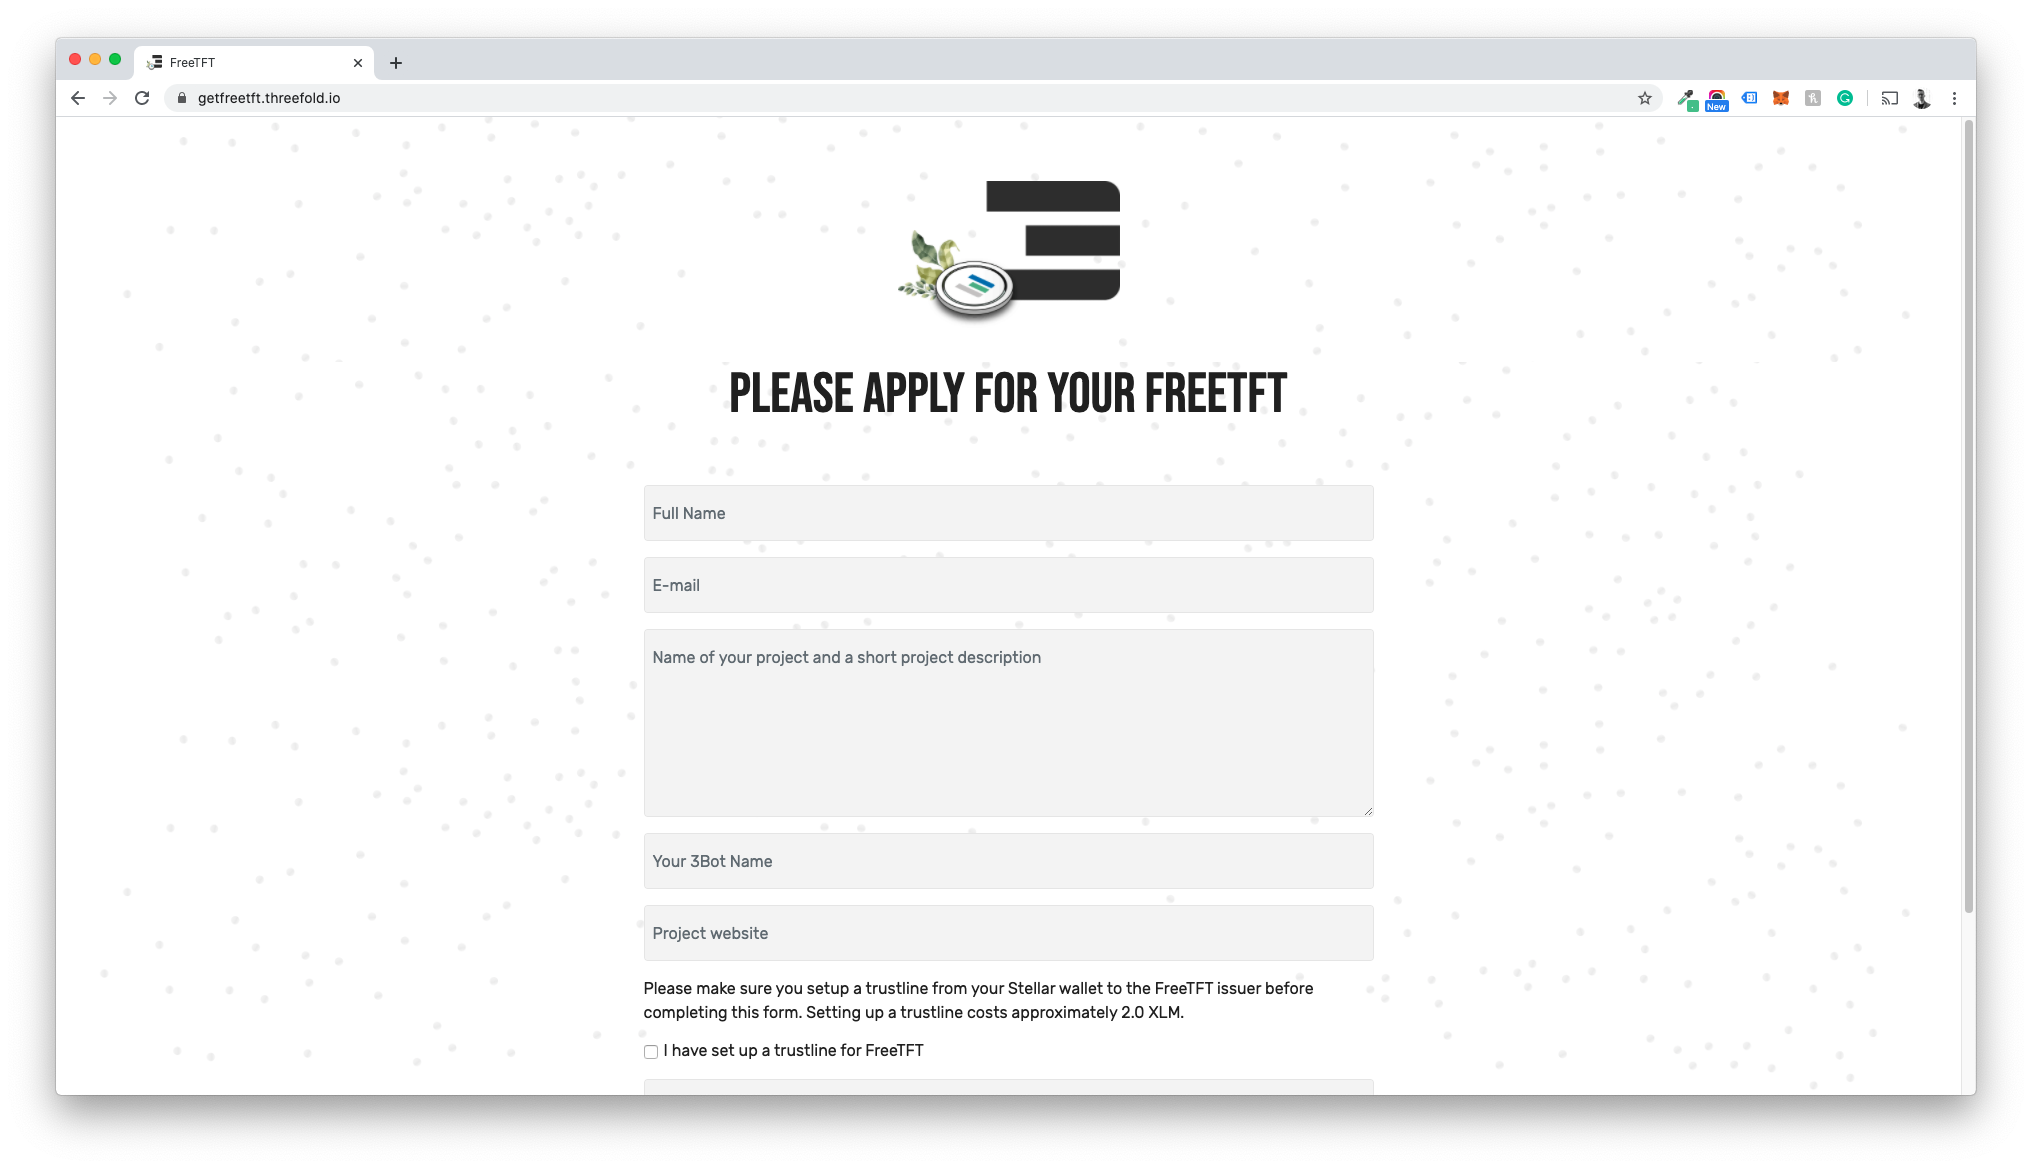 FreeTFT
getfreetft.threefold.io
New
PLEASE APPLY FOR YOUR FREETFT
Full Name
E-mail
Name of your project and a short project description
Your 3Bot Name
Project website
Please make sure you setup a trustline from your Stellar wallet to the FreeTFT issuer before
completing this form. Setting up a trustline costs approximately 2.0 XLM.
I have set up a trustline for FreeTFT